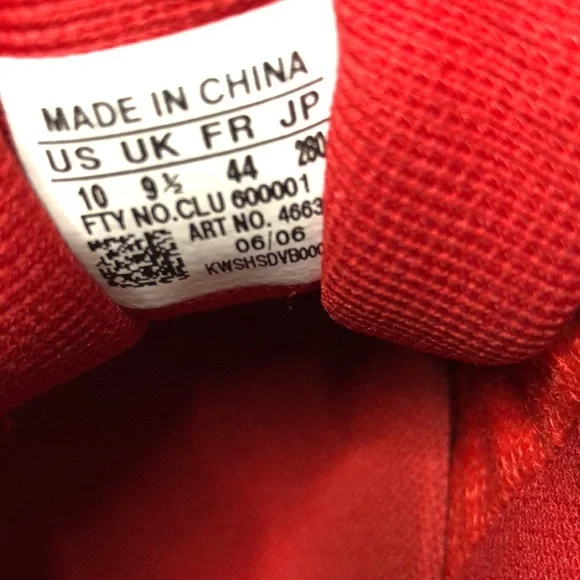 MADE IN CHINA
US UK FR JP
10 9½ 44 280
FTY NO.CLU 600001
ART NO. 4663
06/06
KWSHSDVB000